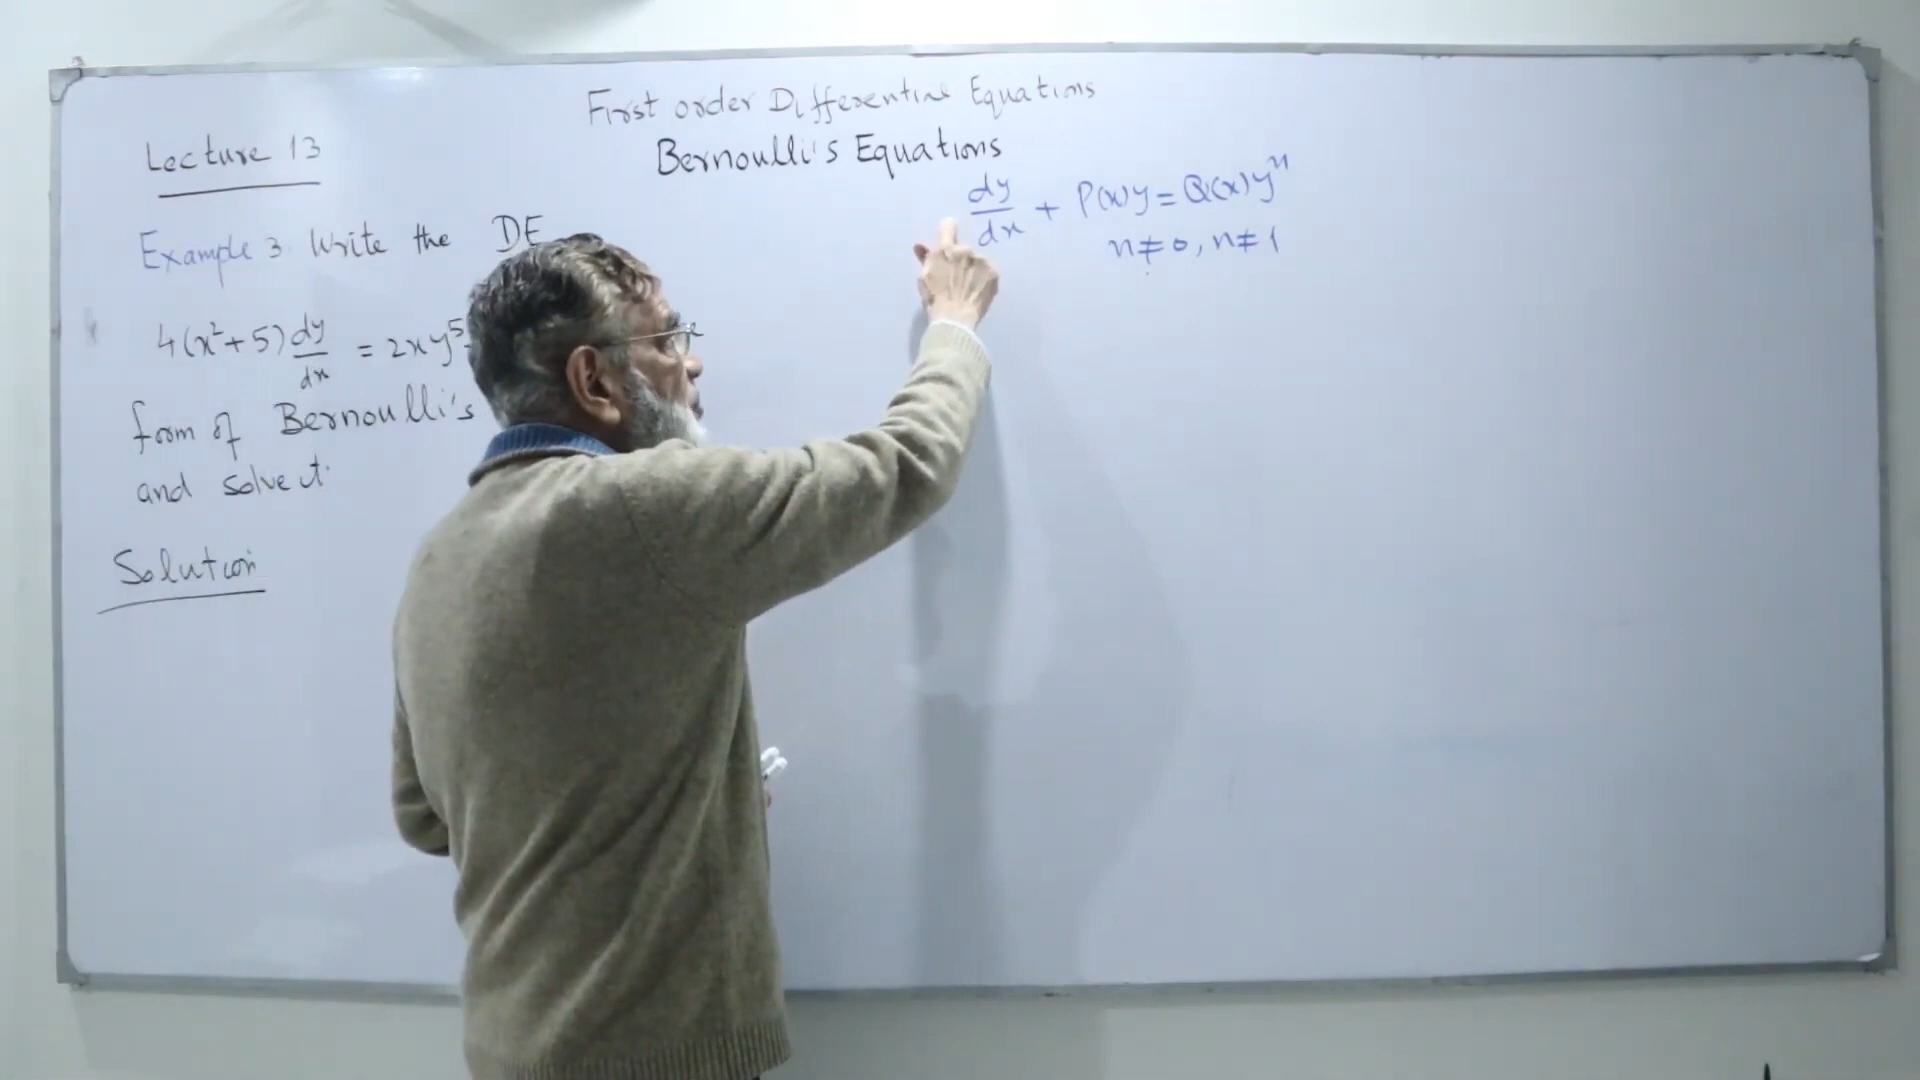 First order Differential Equations
Bernoulli's Equations
Lecture 13
dy/dx + P(x)y = Q(x)y^n
n≠0, n≠1
Example 3. Write the DE
4(x²+5) dy/dx = 2xy⁵
form of Bernoulli's
and solve it.
Solution